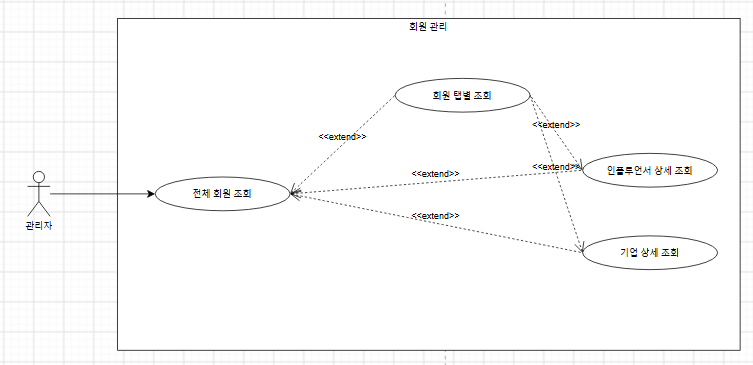 회원 관리
회원 탭별 조회
<<extend>>
<<extend>>
<<extend>>
<<extend>>
인플루언서 상세 조회
전체 회원 조회
<<extend>>
관리자
기업 상세 조회